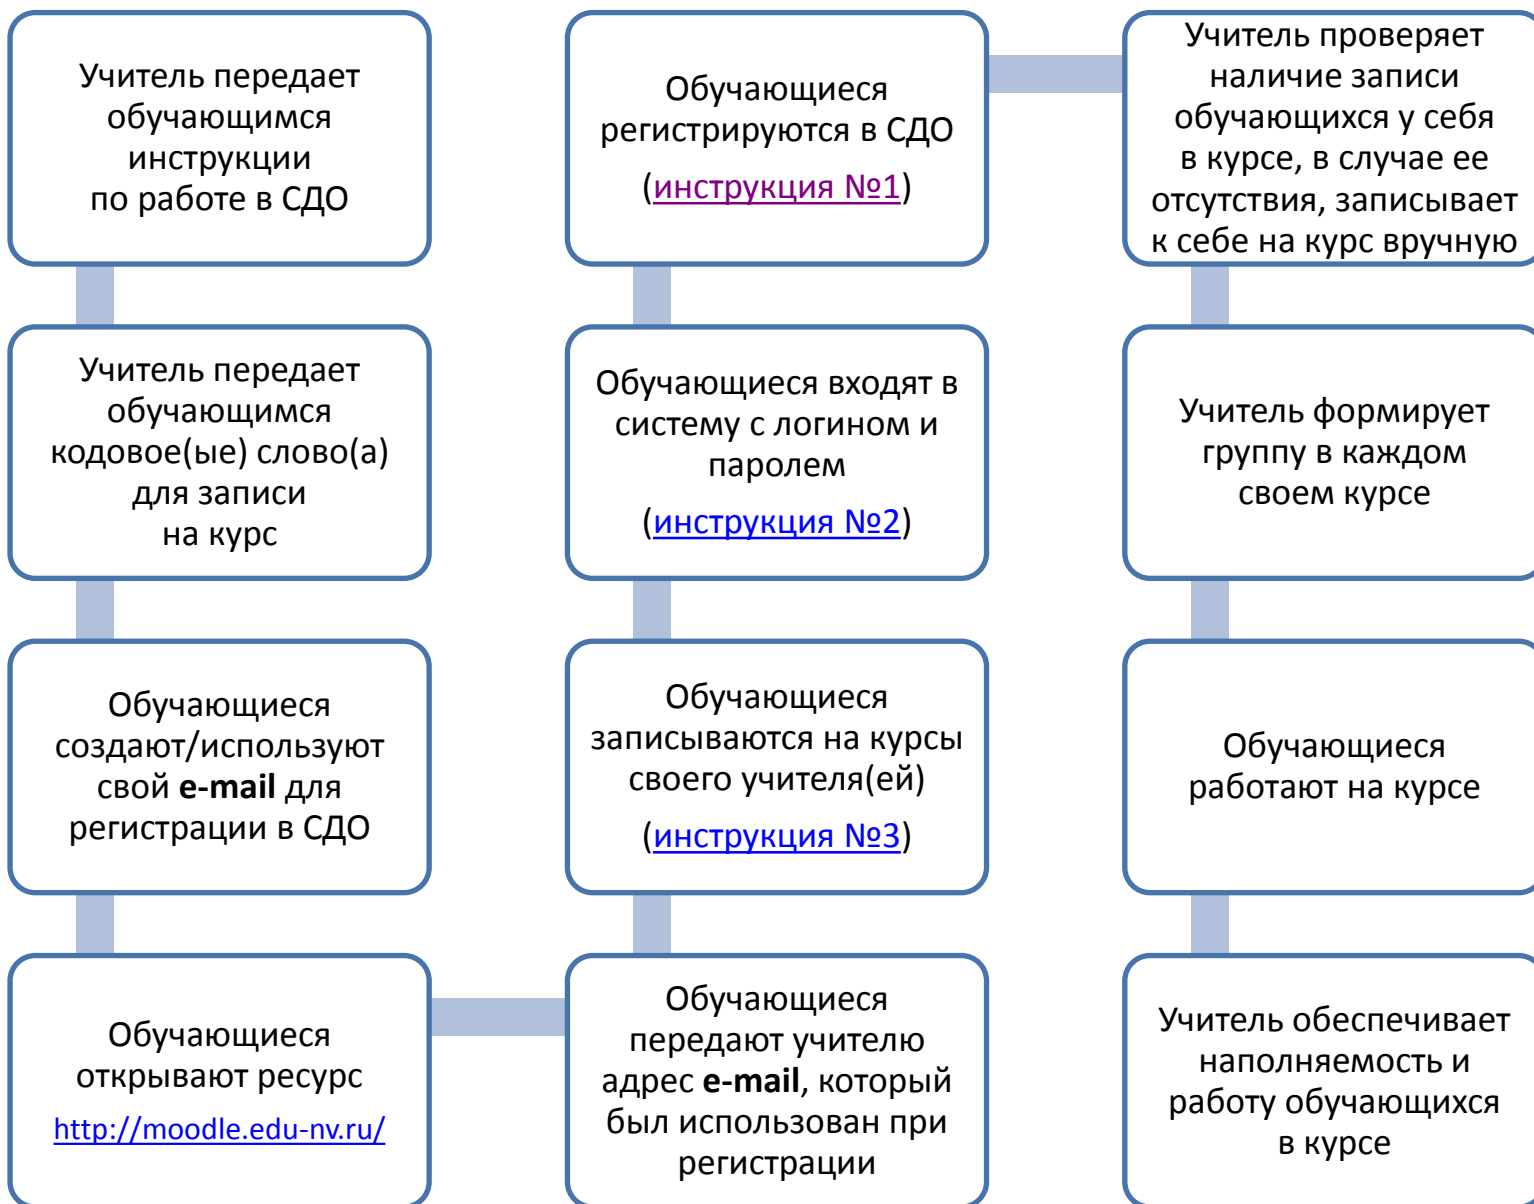 Учитель передает
обучающимся
инструкции
по работе в СДО
Учитель передает
обучающимся
кодовое(ые) слово(а)
для записи
на курс
Обучающиеся
создают/используют
свой e-mail для
регистрации в СДО
Обучающиеся
открывают ресурс
http://moodle.edu-nv.ru/
Обучающиеся
передают учителю
адрес e-mail, который
был использован при
регистрации
Обучающиеся
записываются на курсы
своего учителя(ей)
(инструкция №3)
Обучающиеся входят в
систему с логином и
паролем
(инструкция №2)
Обучающиеся
регистрируются в СДО
(инструкция №1)
Учитель проверяет
наличие записи
обучающихся у себя
в курсе, в случае ее
отсутствия, записывает
к себе на курс вручную
Учитель формирует
группу в каждом
своем курсе
Обучающиеся
работают на курсе
Учитель обеспечивает
наполняемость и
работу обучающихся
в курсе